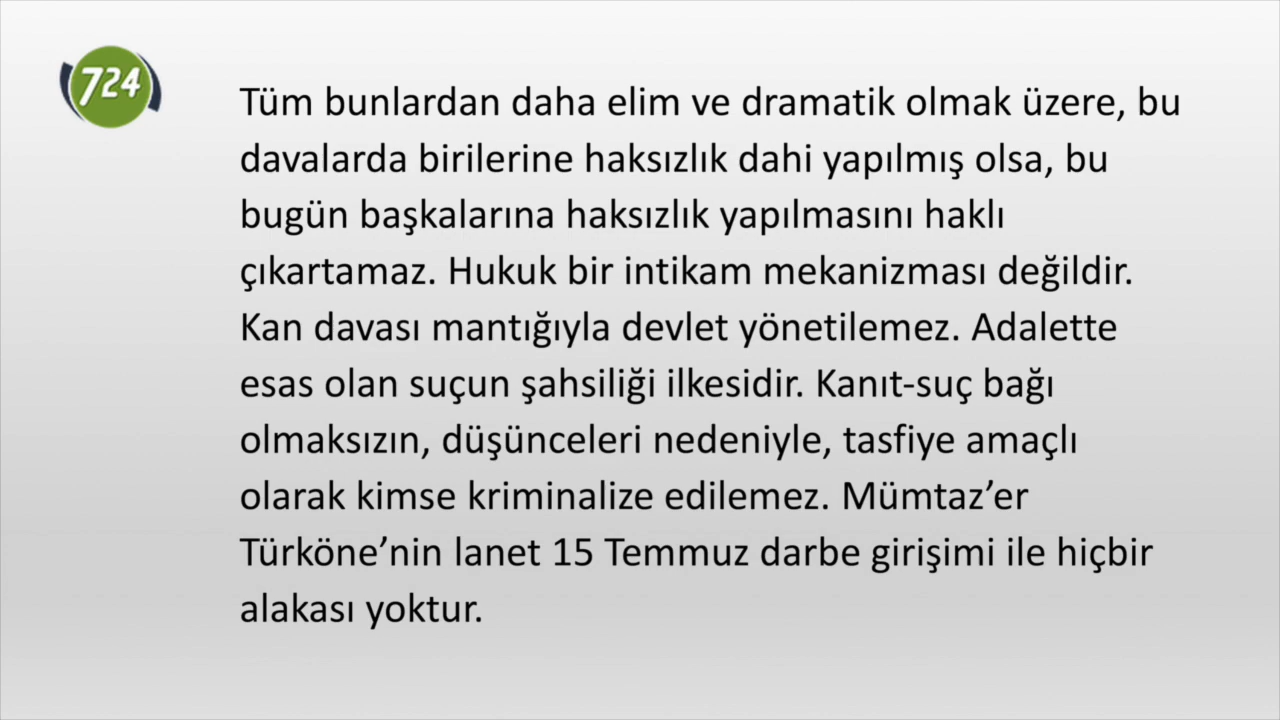 724
Tüm bunlardan daha elim ve dramatik olmak üzere, bu
davalarda birilerine haksızlık dahi yapılmış olsa, bu
bugün başkalarına haksızlık yapılmasını haklı
çıkartamaz. Hukuk bir intikam mekanizması değildir.
Kan davası mantığıyla devlet yönetilemez. Adalette
esas olan suçun şahsiliği ilkesidir. Kanıt-suç bağı
olmaksızın, düşünceleri nedeniyle, tasfiye amaçlı
olarak kimse kriminalize edilemez. Mümtaz’er
Türköne’nin lanet 15 Temmuz darbe girişimi ile hiçbir
alakası yoktur.